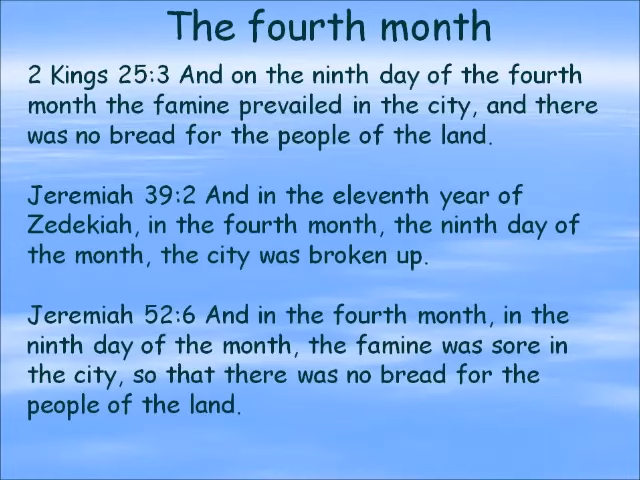 The fourth month
2 Kings 25:3 And on the ninth day of the fourth
month the famine prevailed in the city, and there
was no bread for the people of the land.
Jeremiah 39:2 And in the eleventh year of
Zedekiah, in the fourth month, the ninth day of
the month, the city was broken up.
Jeremiah 52:6 And in the fourth month, in the
ninth day of the month, the famine was sore in
the city, so that there was no bread for the
people of the land.